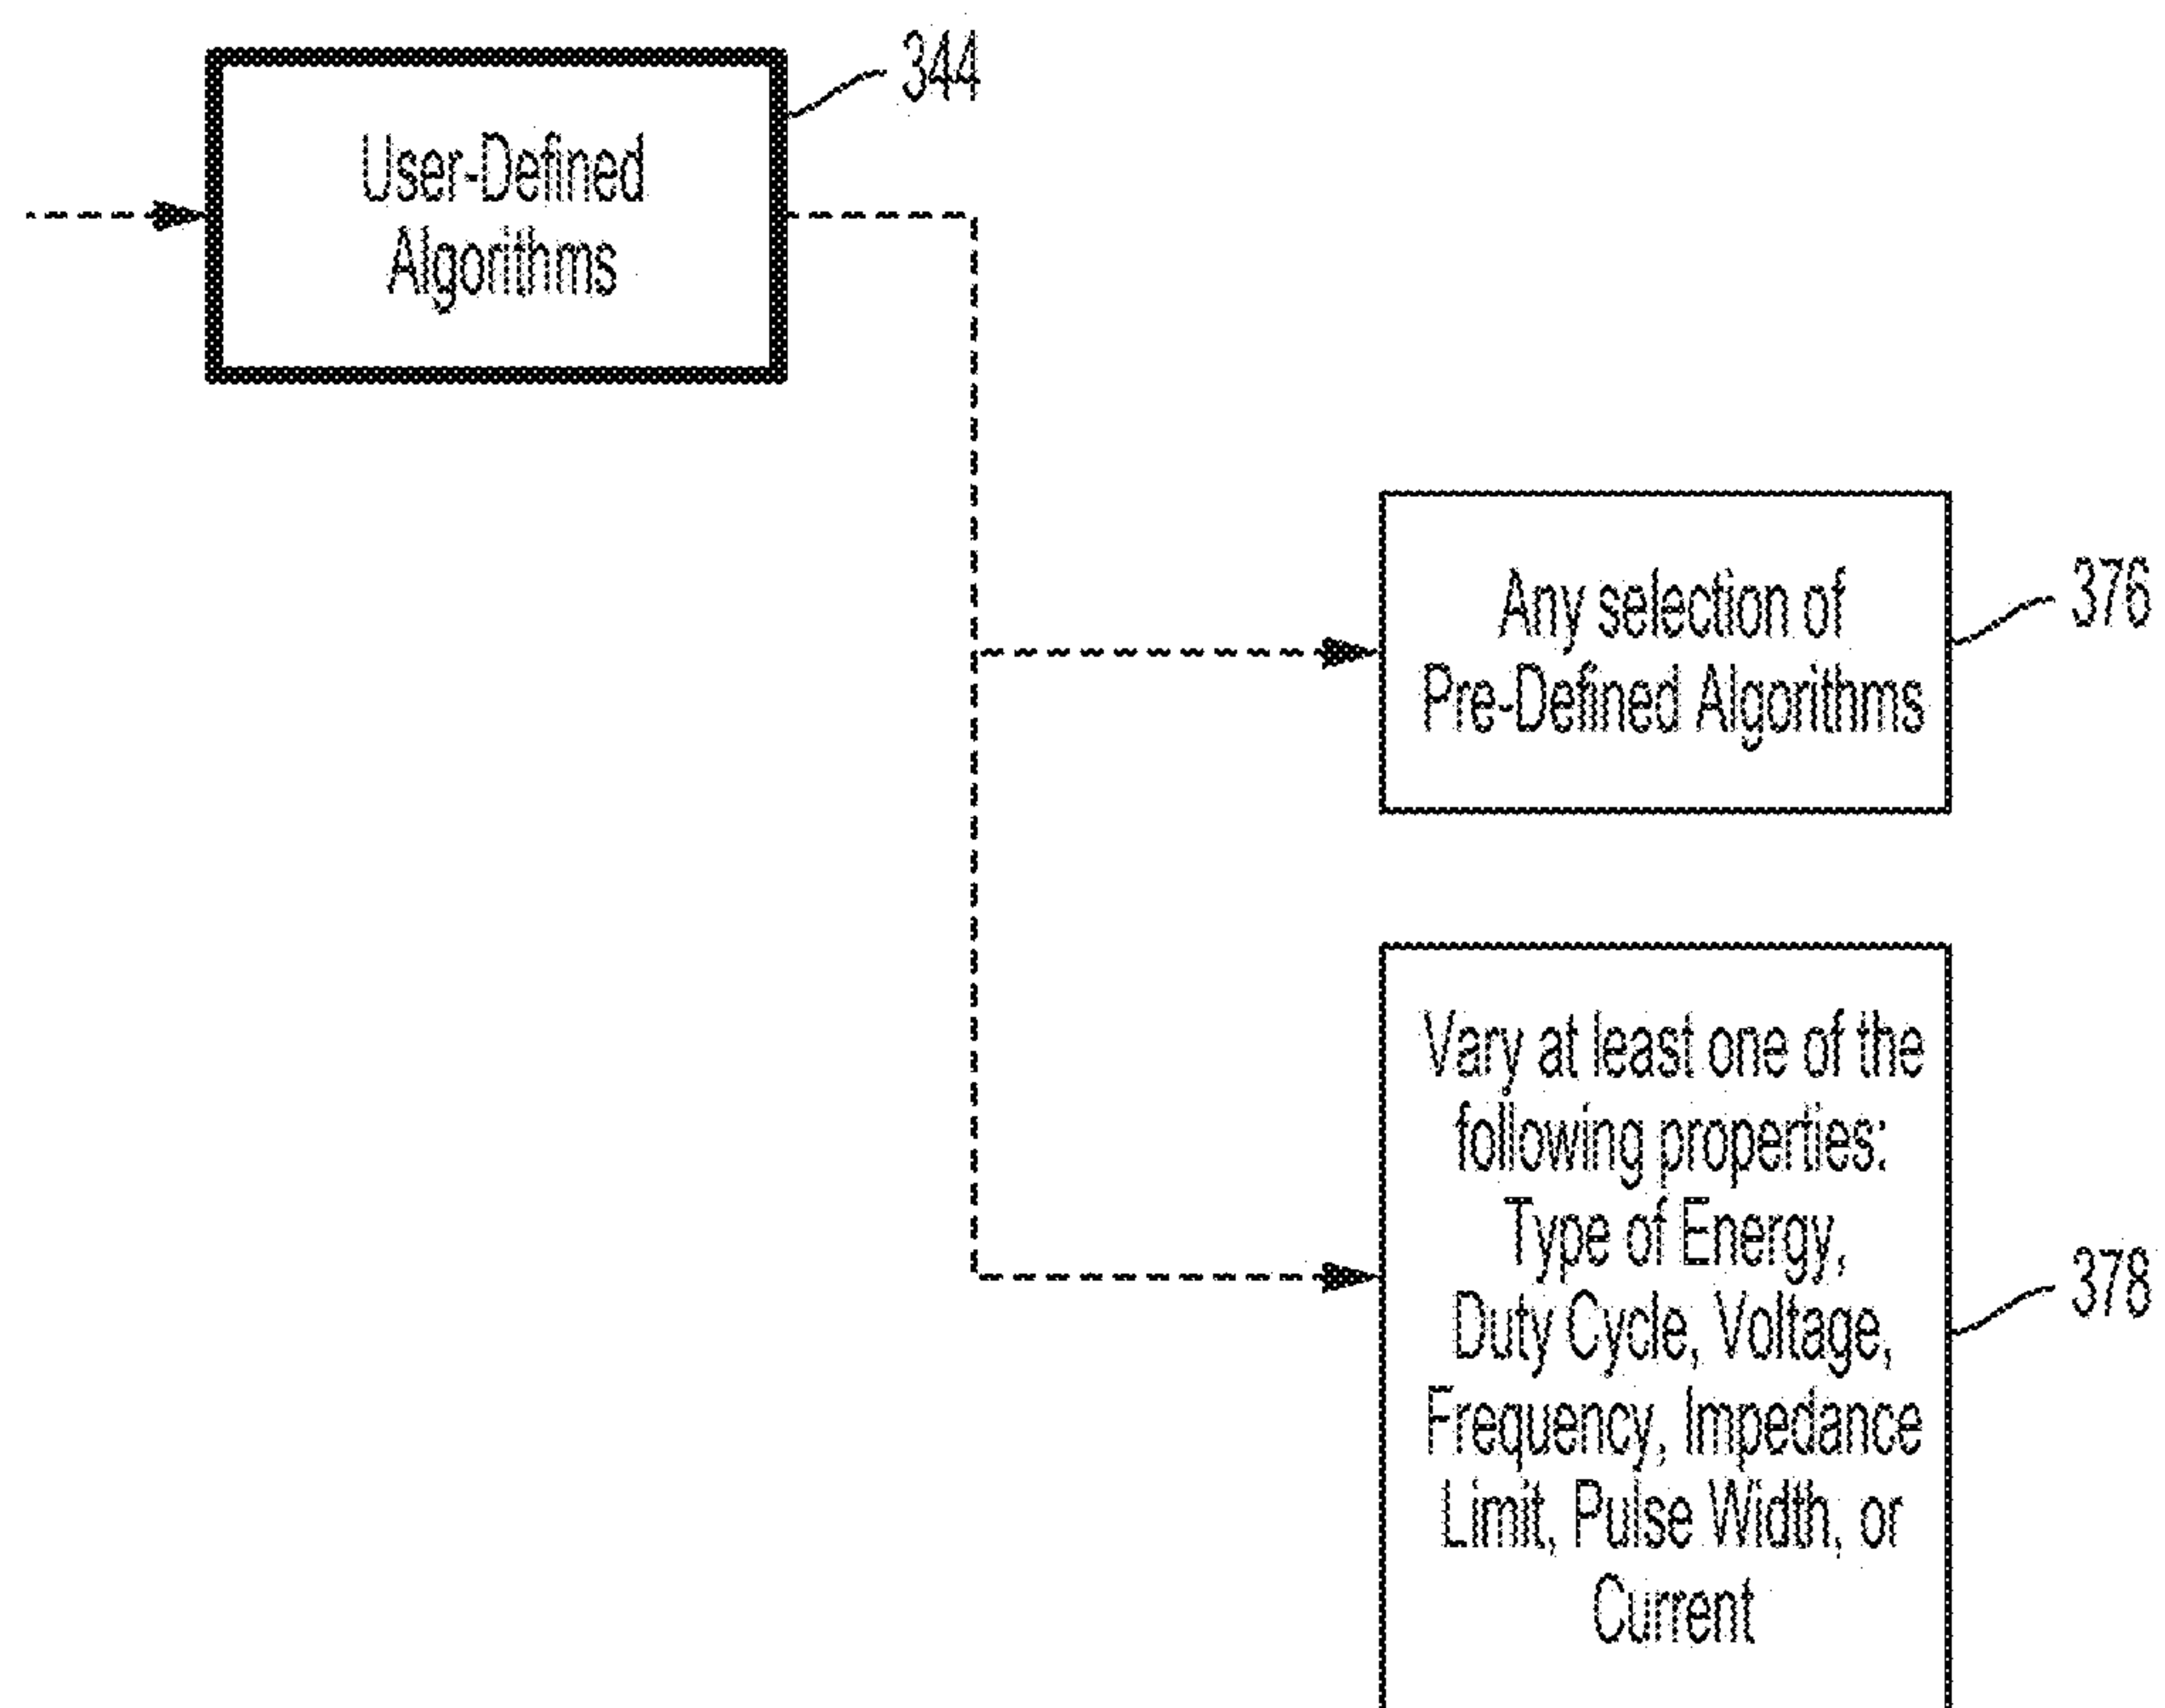 344
User-Defined
Algorithms
Any selection of
Pre-Defined Algorithms
376
Vary at least one of the
following properties:
Type of Energy,
Duty Cycle, Voltage,
Frequency, Impedance
Limit, Pulse Width, or
Current
378